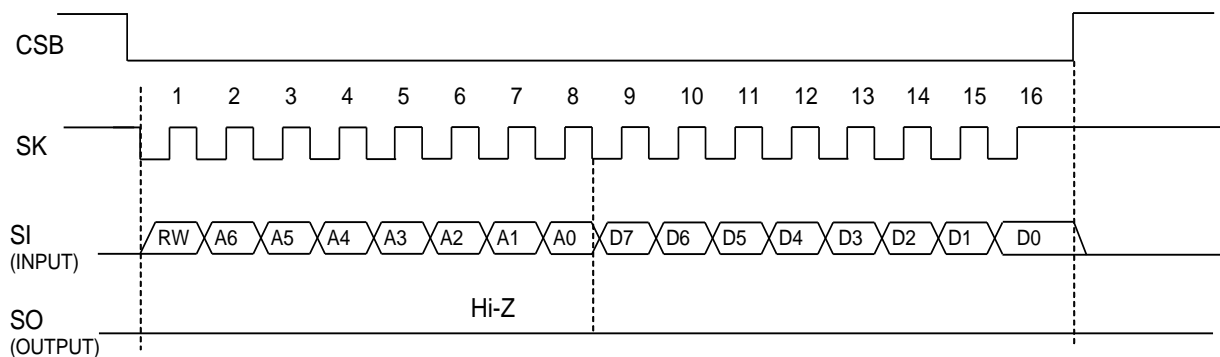 CSB
1 2 3 4 5 6 7 8 9 10 11 12 13 14 15 16
SK
SI
(INPUT)
RW A6 A5 A4 A3 A2 A1 A0 D7 D6 D5 D4 D3 D2 D1 D0
Hi-Z
SO
(OUTPUT)